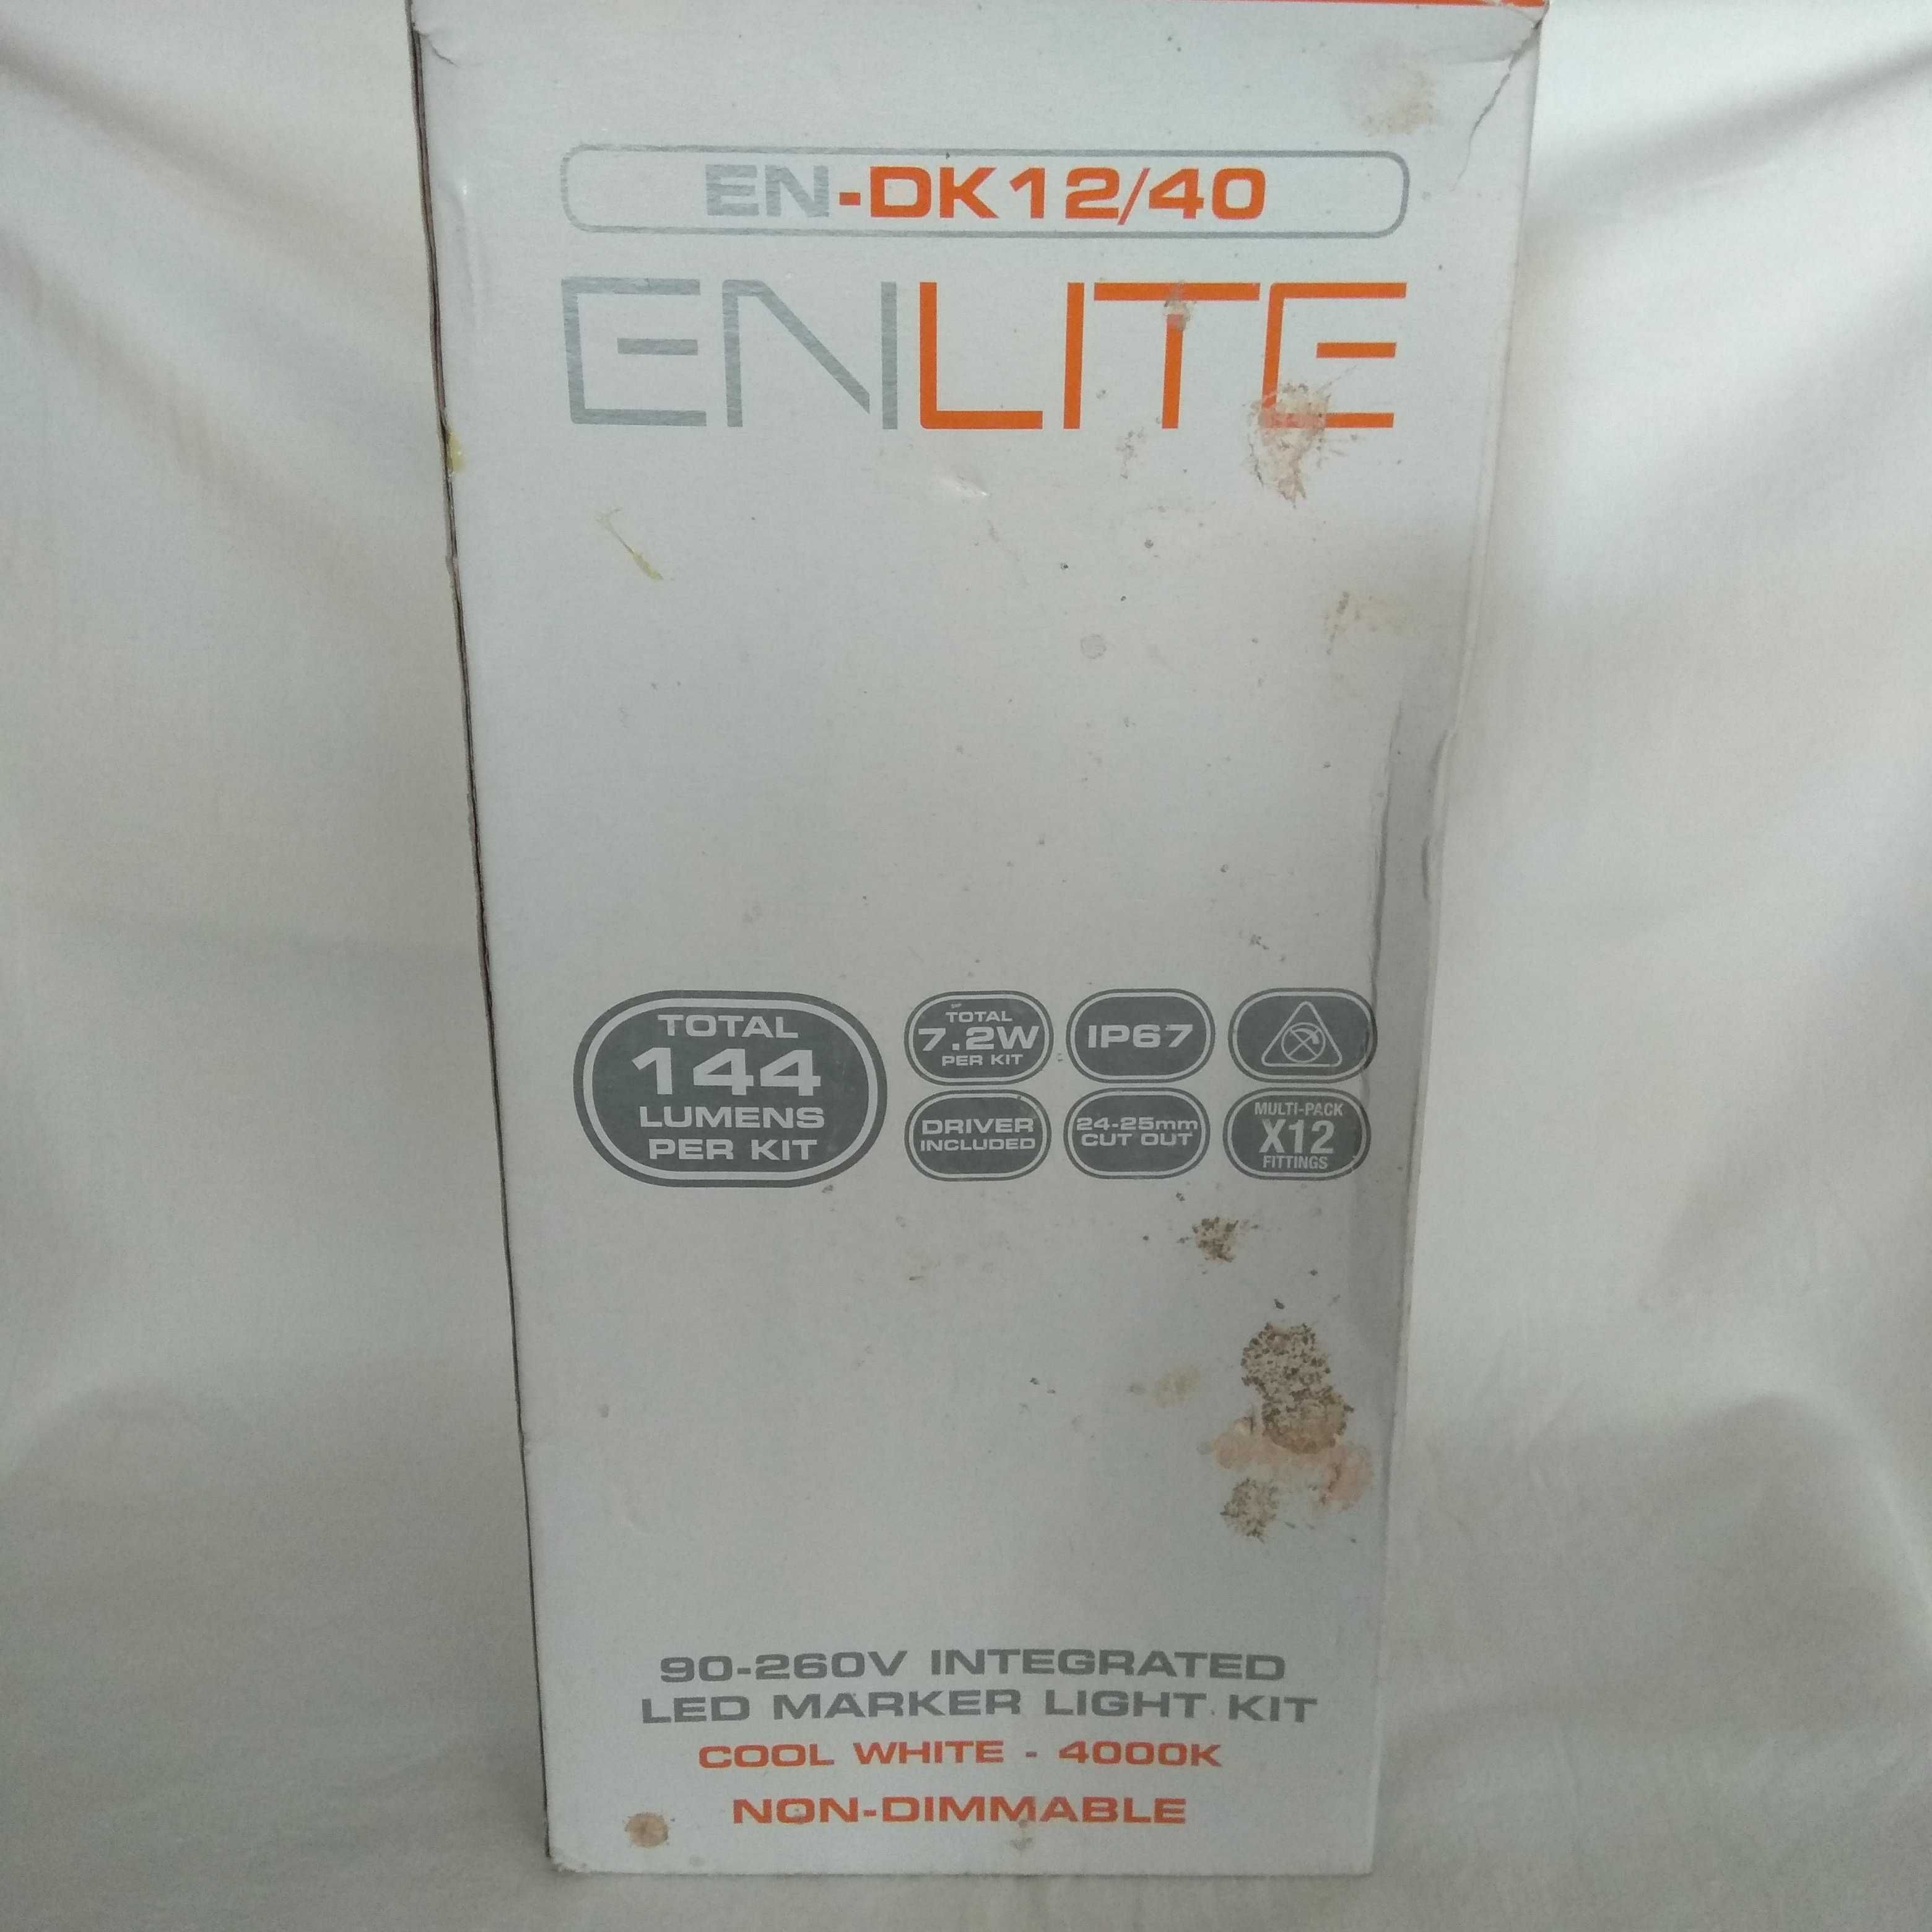 EN-DK12/40
ENLITE
TOTAL
144
LUMENS
PER KIT
TOTAL
7.2W
PER KIT
IP67
DRIVER
INCLUDED
24-25mm
CUT OUT
MULTI-PACK
X12
FITTINGS
90-260V INTEGRATED
LED MARKER LIGHT KIT
COOL WHITE - 4000K
NON-DIMMABLE